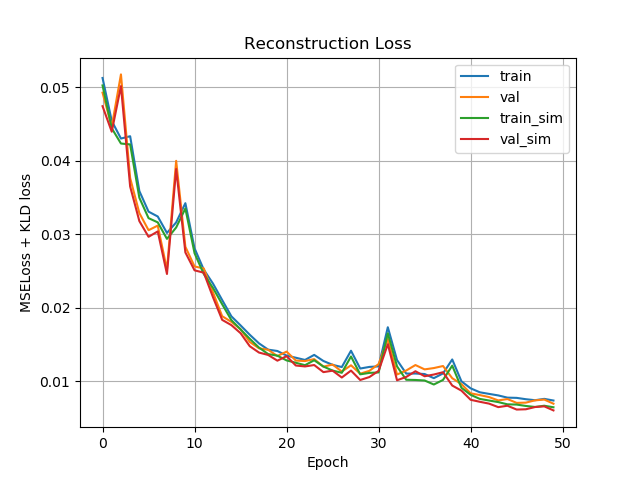 Reconstruction Loss
MSELoss + KLD loss
0.05
0.04
0.03
0.02
0.01
train
val
train_sim
val_sim
0 10 20 30 40 50
Epoch